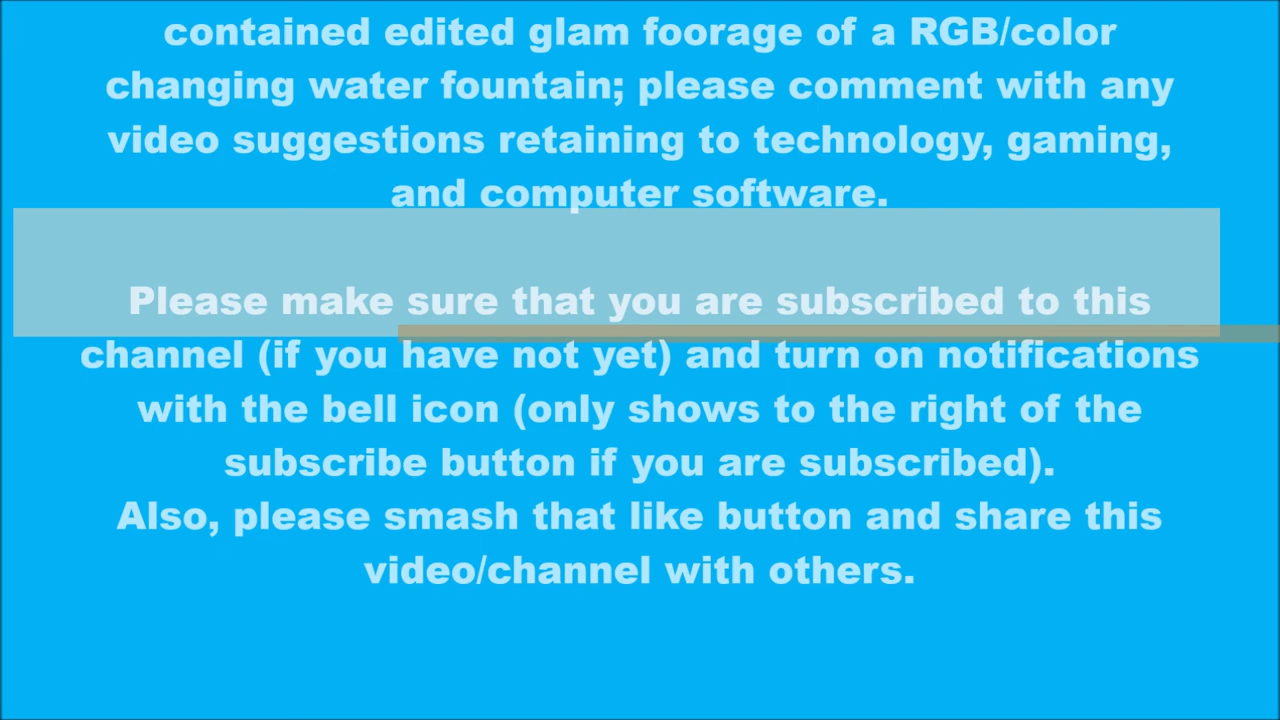 contained edited glam foorage of a RGB/color
changing water fountain; please comment with any
video suggestions retaining to technology, gaming,
and computer software.
Please make sure that you are subscribed to this
channel (if you have not yet) and turn on notifications
with the bell icon (only shows to the right of the
subscribe button if you are subscribed).
Also, please smash that like button and share this
video/channel with others.